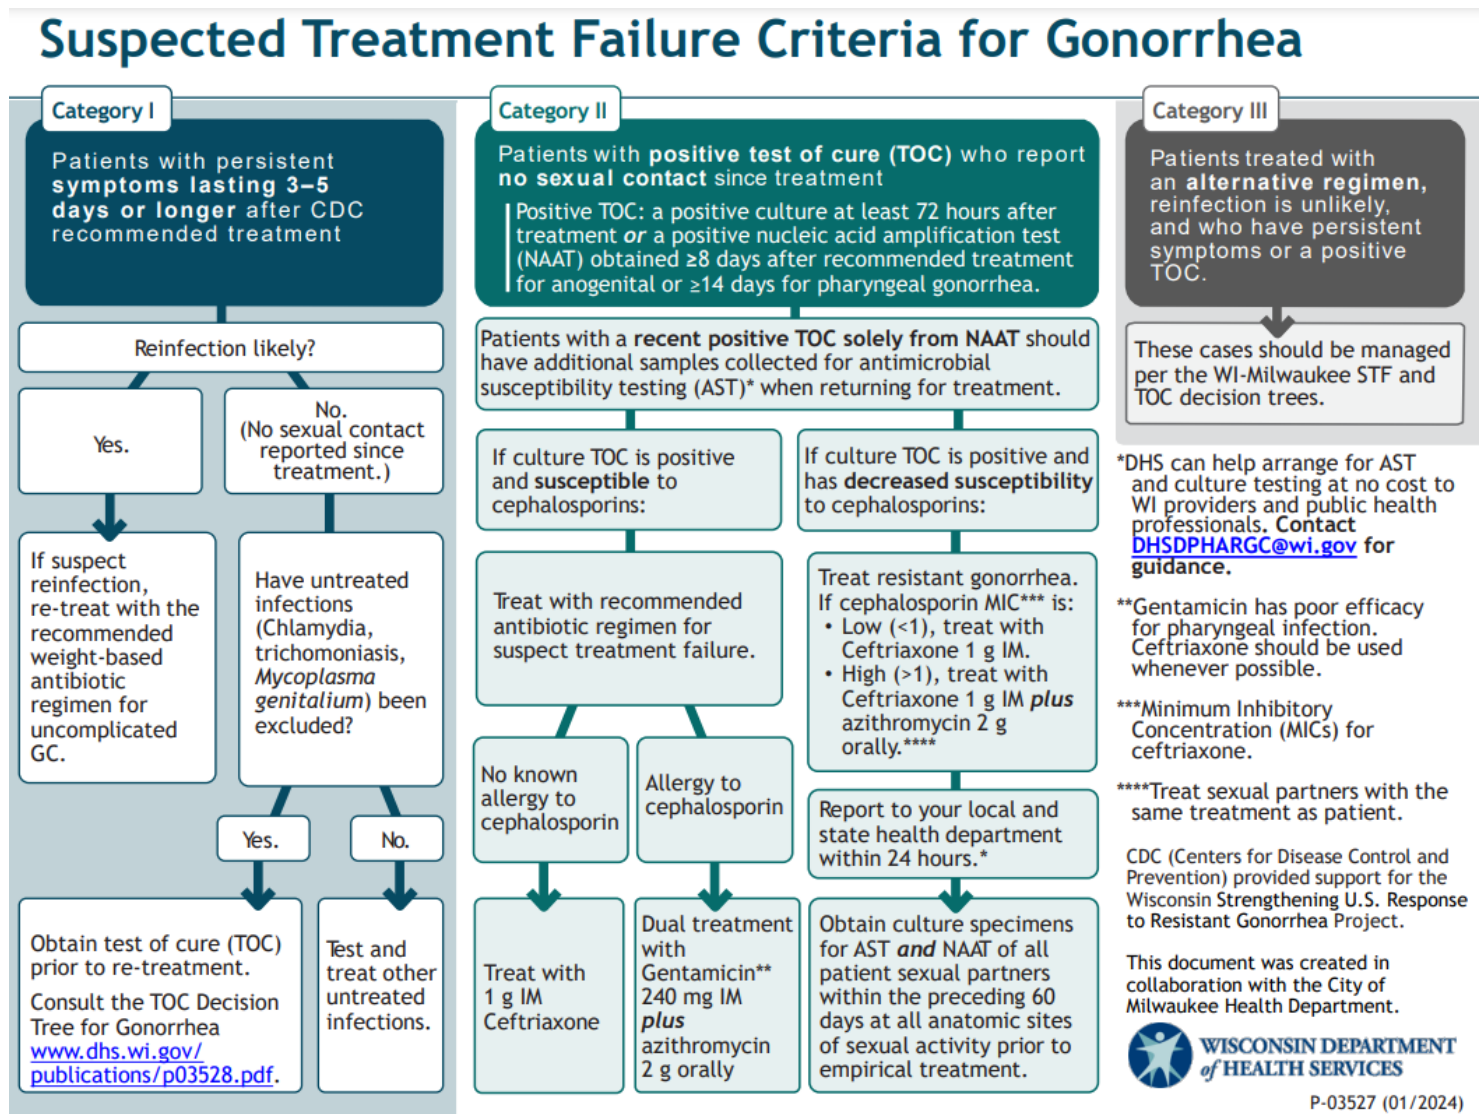 Suspected Treatment Failure Criteria for Gonorrhea
Category I
Patients with persistent
symptoms lasting 3–5
days or longer after CDC
recommended treatment
Reinfection likely?
Yes.
No.
(No sexual contact
reported since
treatment.)
If suspect
reinfection,
re-treat with the
recommended
weight-based
antibiotic
regimen for
uncomplicated
GC.
Have untreated
infections
(Chlamydia,
trichomoniasis,
Mycoplasma
genitalium) been
excluded?
Yes.
No.
Obtain test of cure (TOC)
prior to re-treatment.
Consult the TOC Decision
Tree for Gonorrhea
www.dhs.wi.gov/
publications/p03528.pdf.
Test and
treat other
untreated
infections.
Category II
Patients with positive test of cure (TOC) who report
no sexual contact since treatment
Positive TOC: a positive culture at least 72 hours after
treatment or a positive nucleic acid amplification test
(NAAT) obtained ≥8 days after recommended treatment
for anogenital or ≥14 days for pharyngeal gonorrhea.
Patients with a recent positive TOC solely from NAAT should
have additional samples collected for antimicrobial
susceptibility testing (AST)* when returning for treatment.
If culture TOC is positive
and susceptible to
cephalosporins:
Treat with recommended
antibiotic regimen for
suspect treatment failure.
No known
allergy to
cephalosporin
Allergy to
cephalosporin
Treat with
1 g IM
Ceftriaxone
Dual treatment
with
Gentamicin**
240 mg IM
plus
azithromycin
2 g orally
If culture TOC is positive and
has decreased susceptibility
to cephalosporins:
Treat resistant gonorrhea.
If cephalosporin MIC*** is:
• Low (<1), treat with
Ceftriaxone 1 g IM.
• High (>1), treat with
Ceftriaxone 1 g IM plus
azithromycin 2 g
orally.****
Report to your local and
state health department
within 24 hours.*
Obtain culture specimens
for AST and NAAT of all
patient sexual partners
within the preceding 60
days at all anatomic sites
of sexual activity prior to
empirical treatment.
Category III
Patients treated with
an alternative regimen,
reinfection is unlikely,
and who have persistent
symptoms or a positive
TOC.
These cases should be managed
per the WI-Milwaukee STF and
TOC decision trees.
*DHS can help arrange for AST
and culture testing at no cost to
WI providers and public health
professionals. Contact
DHSDPHARGC@wi.gov for
guidance.
**Gentamicin has poor efficacy
for pharyngeal infection.
Ceftriaxone should be used
whenever possible.
***Minimum Inhibitory
Concentration (MICs) for
ceftriaxone.
****Treat sexual partners with the
same treatment as patient.
CDC (Centers for Disease Control and
Prevention) provided support for the
Wisconsin Strengthening U.S. Response
to Resistant Gonorrhea Project.
This document was created in
collaboration with the City of
Milwaukee Health Department.
WISCONSIN DEPARTMENT
of HEALTH SERVICES
P-03527 (01/2024)